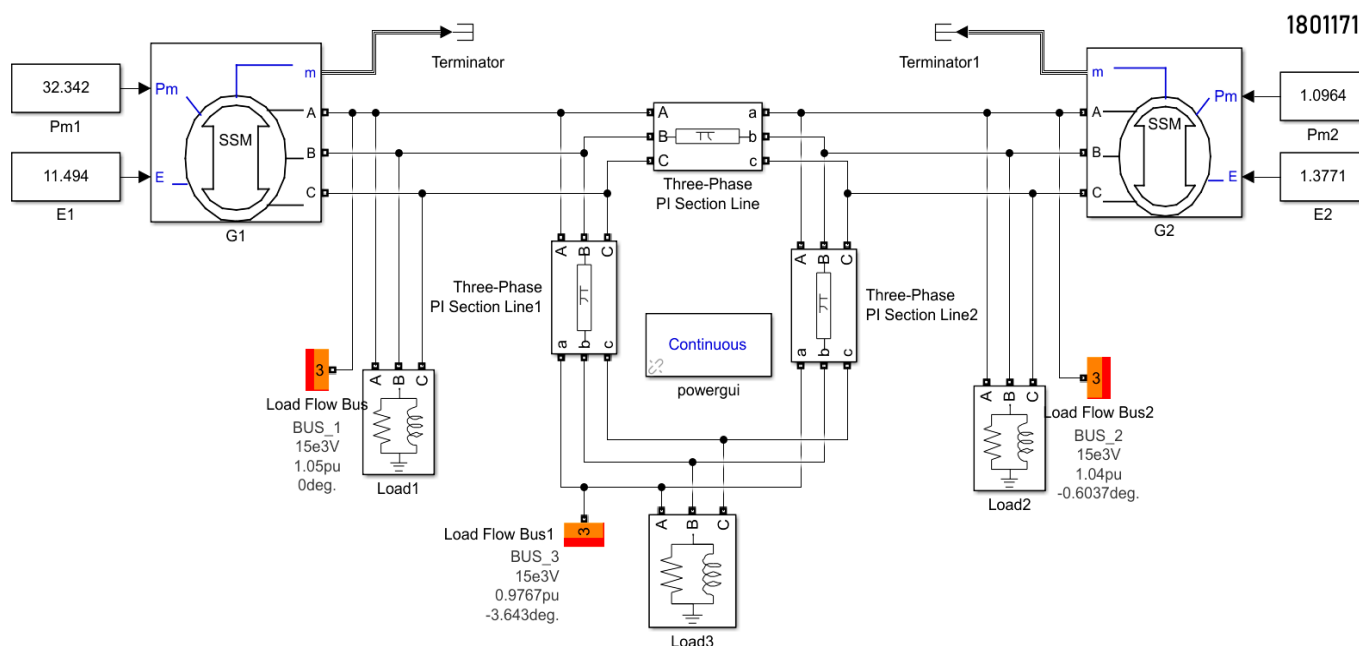 1801171
32.342
Pm1
11.494
E1
Pm
E
SSM
m
A
B
C
G1
Terminator
Terminator1
A
B
C
a
b
c
Three-Phase
PI Section Line
m
A
B
C
SSM
Pm
E
G2
1.0964
Pm2
1.3771
E2
A
B
C
a
b
c
Three-Phase
PI Section Line1
A
B
C
a
b
c
Three-Phase
PI Section Line2
Continuous
powergui
3
Load Flow Bus
BUS_1
15e3V
1.05pu
0deg.
A
B
C
Load1
A
B
C
Load2
3
Load Flow Bus2
BUS_2
15e3V
1.04pu
-0.6037deg.
Load Flow Bus1
3
BUS_3
15e3V
0.9767pu
-3.643deg.
A
B
C
Load3